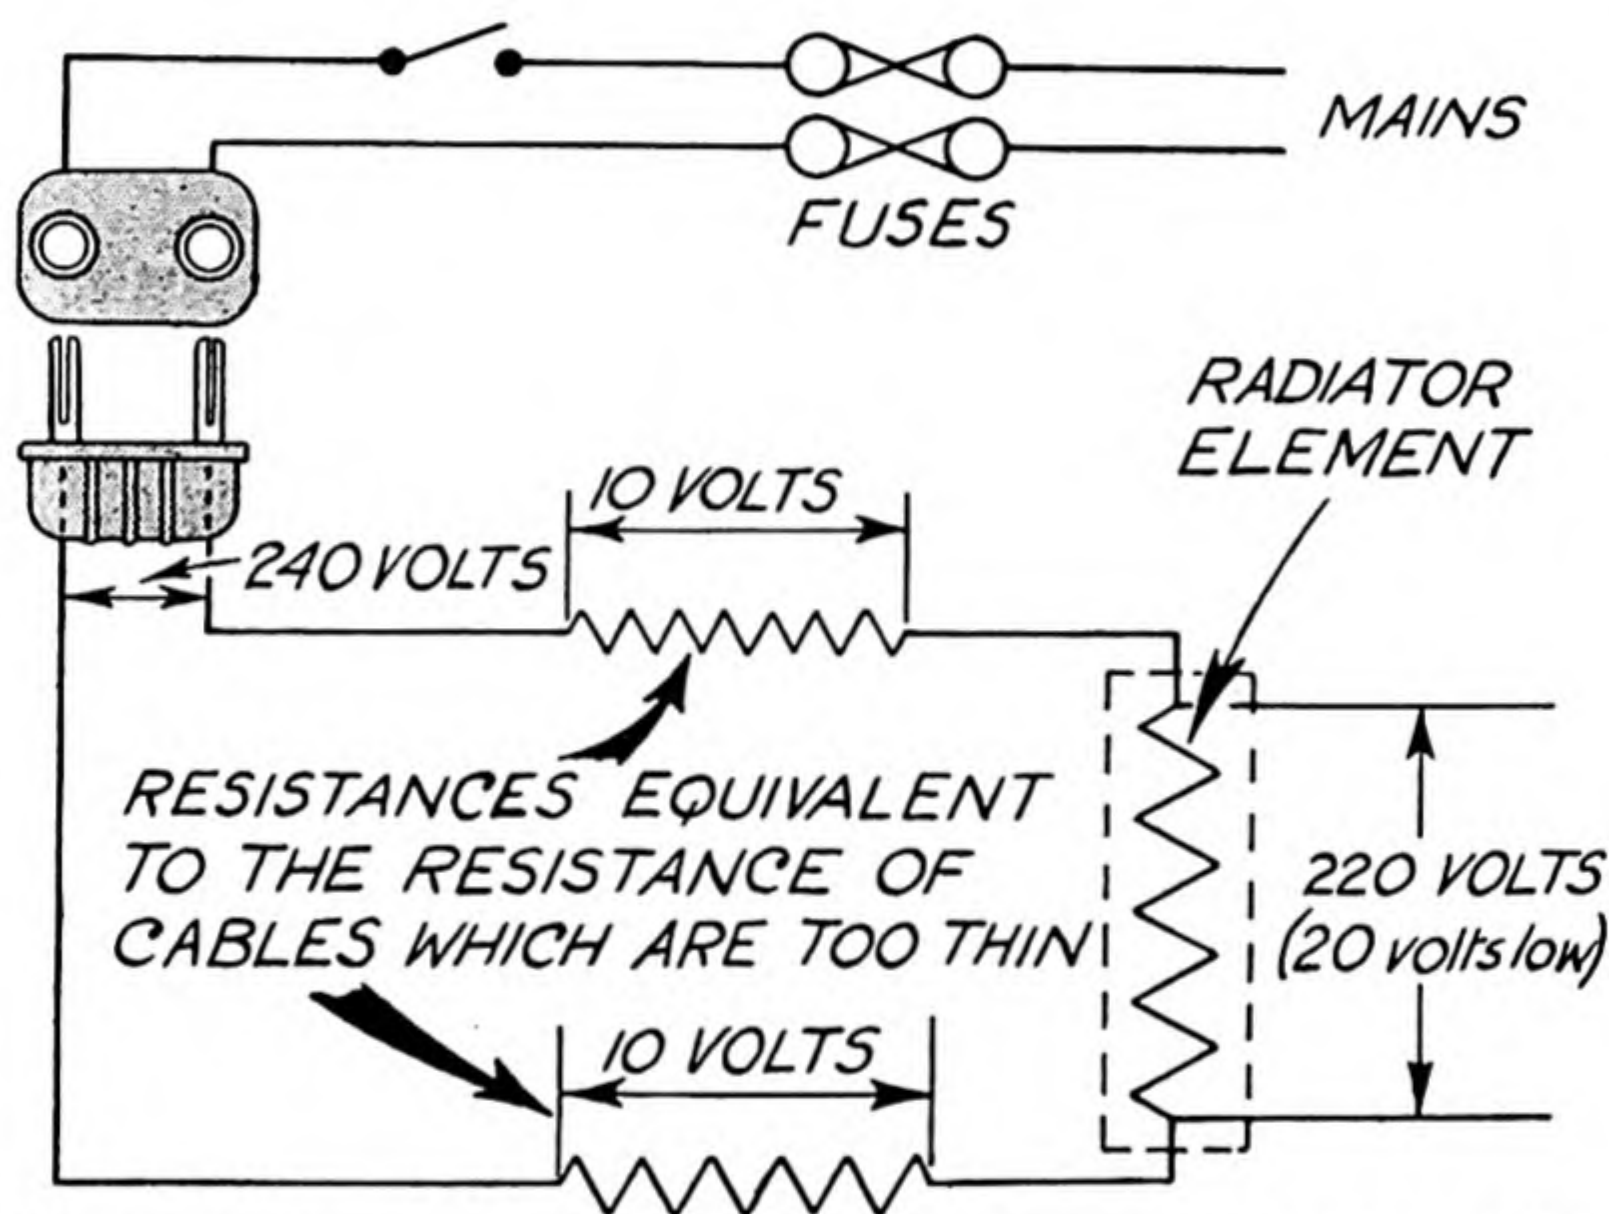 MAINS
FUSES
RADIATOR
ELEMENT
10 VOLTS
240 VOLTS
RESISTANCES EQUIVALENT
TO THE RESISTANCE OF
CABLES WHICH ARE TOO THIN
220 VOLTS
(20 volts low)
10 VOLTS